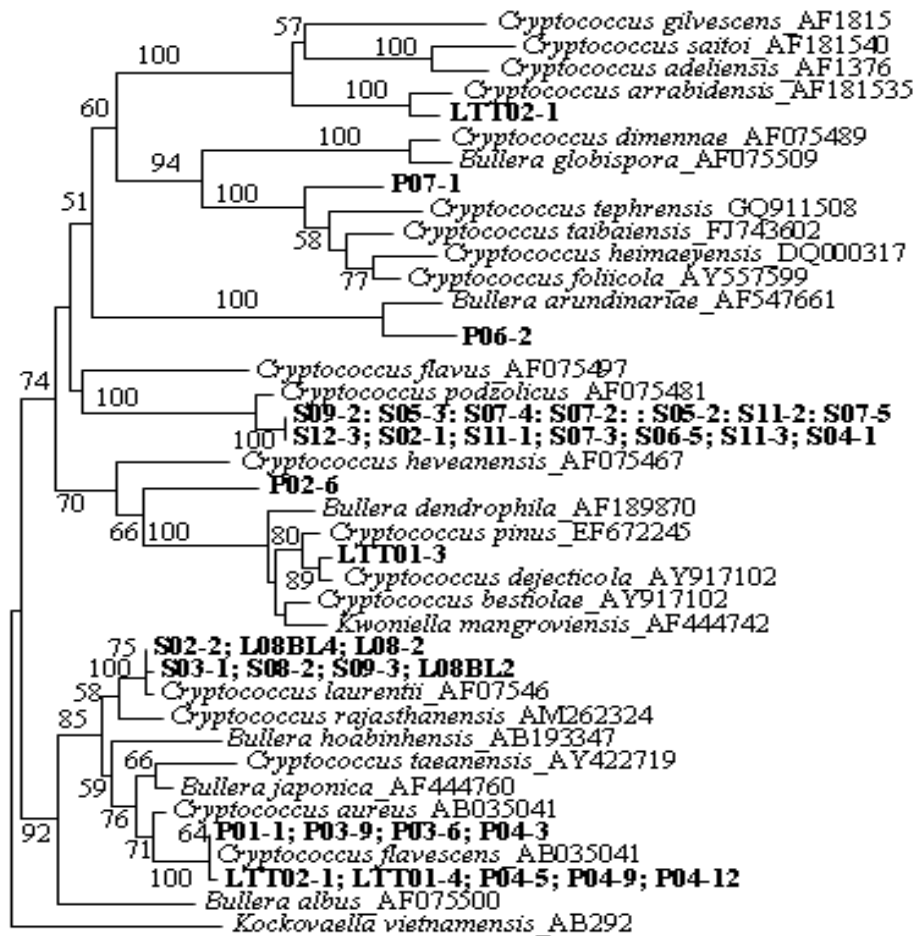 57 Cryptococcus gilvescens_AF1815
100 Cryptococcus saitoi_AF181540
100 Cryptococcus adeliensis_AF1376
100 Cryptococcus arrabidensis_AF181535
60 LTT02-1
100 Cryptococcus dimennae_AF075489
94 Bullera globispora_AF075509
100 P07-1
51 Cryptococcus tephrensis_GQ911508
58 Cryptococcus taibaiensis_FJ743602
Cryptococcus heimaeyensis_DQ000317
77 Cryptococcus foliicola_AY557599
100 Bullera arundinariae_AF547661
P06-2
74 Cryptococcus flavus_AF075497
100 Cryptococcus podzolicus_AF075481
S09-2: S05-3: S07-4: S07-2: : S05-2: S11-2: S07-5
100 S12-3; S02-1; S11-1; S07-3; S06-5; S11-3; S04-1
Cryptococcus heveanensis_AF075467
70 P02-6
66 100 Bullera dendrophila_AF189870
80 Cryptococcus pinus_EF672245
LTT01-3
89 Cryptococcus dejecticola_AY917102
Cryptococcus bestiolae_AY917102
Kwoniella mangroviensis_AF444742
75 S02-2; L08BL4; L08-2
100 S03-1; S08-2; S09-3; L08BL2
58 Cryptococcus laurentii_AF07546
85 Cryptococcus rajasthanensis_AM262324
Bullera hoabinhensis_AB193347
66 Cryptococcus taeanensis_AY422719
59 Bullera japonica_AF444760
76 Cryptococcus aureus_AB035041
92 64 P01-1; P03-9; P03-6; P04-3
71 Cryptococcus flavescens_AB035041
100 LTT02-1; LTT01-4; P04-5; P04-9; P04-12
Bullera albus_AF075500
Kockovaella vietnamensis_AB292